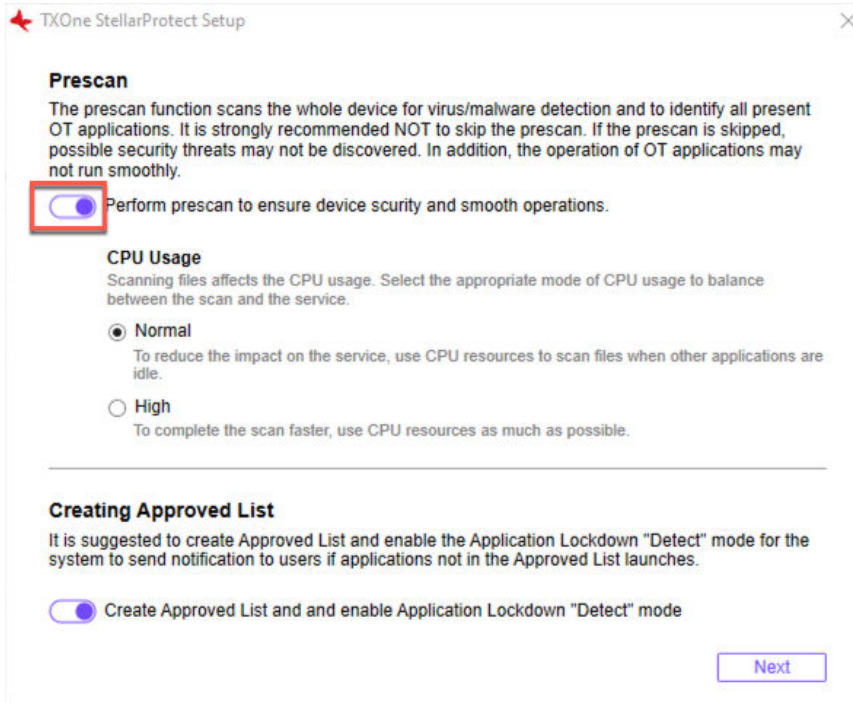 TXOne StellarProtect Setup
Prescan
The prescan function scans the whole device for virus/malware detection and to identify all present
OT applications. It is strongly recommended NOT to skip the prescan. If the prescan is skipped,
possible security threats may not be discovered. In addition, the operation of OT applications may
not run smoothly.
Perform prescan to ensure device scurity and smooth operations.
CPU Usage
Scanning files affects the CPU usage. Select the appropriate mode of CPU usage to balance
between the scan and the service.
Normal
To reduce the impact on the service, use CPU resources to scan files when other applications are
idle.
High
To complete the scan faster, use CPU resources as much as possible.
Creating Approved List
It is suggested to create Approved List and enable the Application Lockdown "Detect" mode for the
system to send notification to users if applications not in the Approved List launches.
Create Approved List and and enable Application Lockdown "Detect" mode
Next